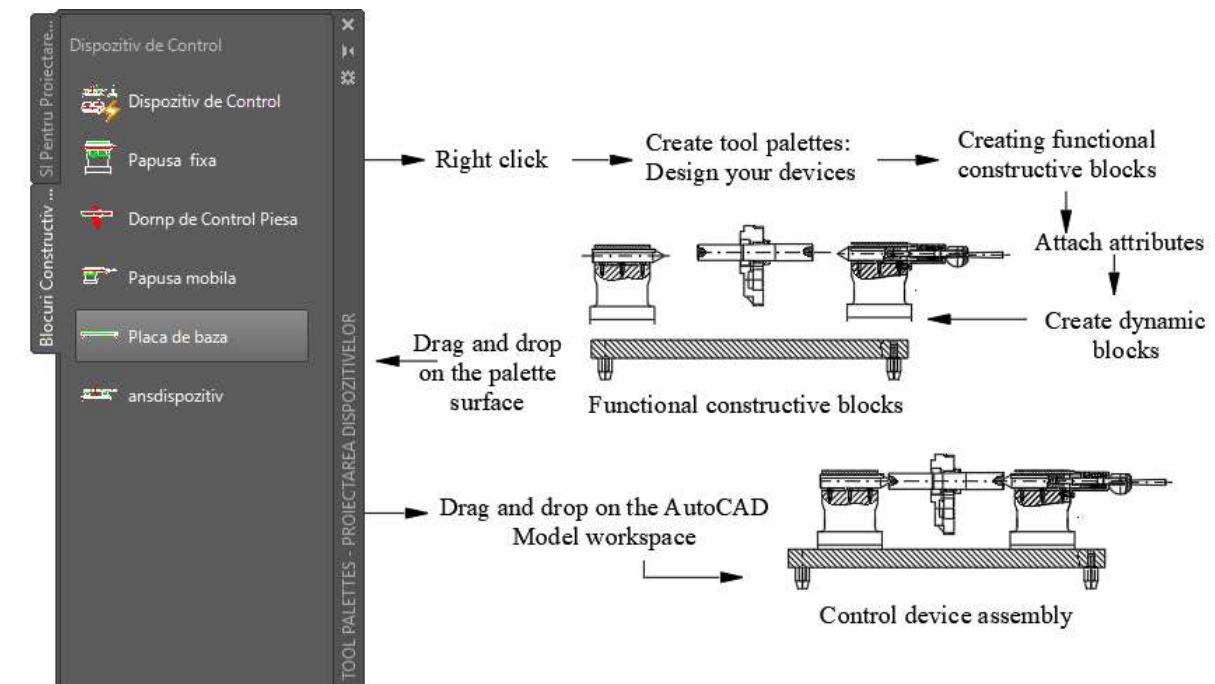 SI Pentru Proiectare...
Blocuri Constructiv ...
Dispozitiv de Control
Dispozitiv de Control
Papusa fixa
Dornp de Control Piesa
Papusa mobila
Placa de baza
ansdispozitiv
TOOL PALETTES - PROIECTAREA DISPOZITIVELOR
Right click
Create tool palettes:
Design your devices
Creating functional
constructive blocks
Attach attributes
Create dynamic
blocks
Drag and drop
on the palette
surface
Functional constructive blocks
Drag and drop on the AutoCAD
Model workspace
Control device assembly